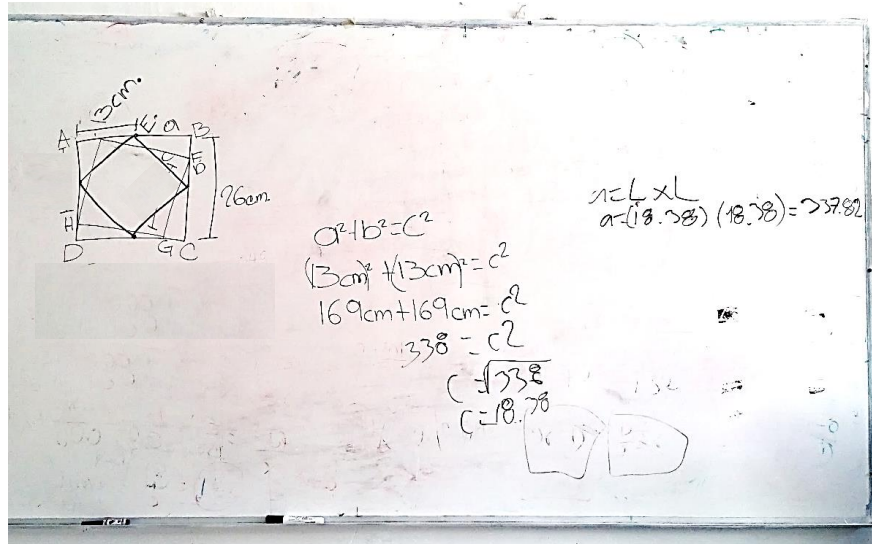 13cm.
A E a B
c
F
b
26cm
H
D G C
a²+b²=c²
(13cm)²+(13cm)²=c²
169cm+169cm=c²
338=c²
c=√338
c=18.38
a=L×L
a=(18.38)(18.38)=337.82